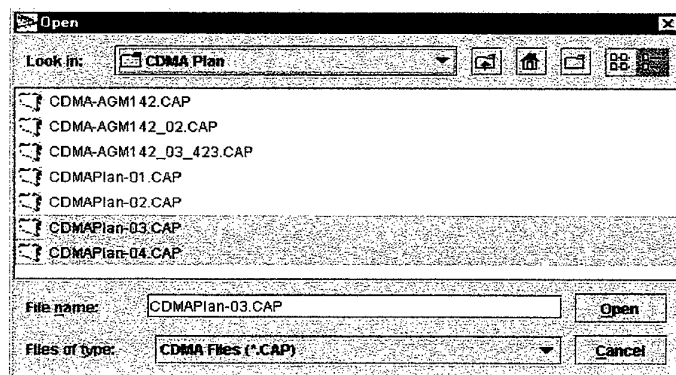 Open
Look in: CDMA Plan
CDMA-AGM142.CAP
CDMA-AGM142_02.CAP
CDMA-AGM142_03_423.CAP
CDMAPlan-01.CAP
CDMAPlan-02.CAP
CDMAPlan-03.CAP
CDMAPlan-04.CAP
File name: CDMAPlan-03.CAP Open
Files of type: CDMA Files (*.CAP) Cancel